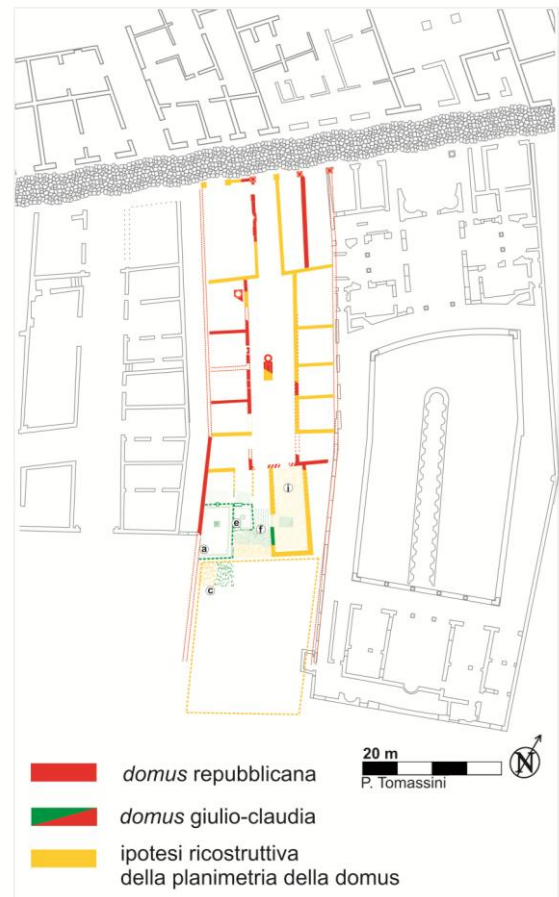 i
e
f
a
c
domus repubblicana
domus giulio-claudia
ipotesi ricostruttiva
della planimetria della domus
20 m
P. Tomassini
N